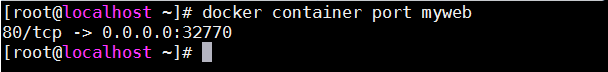 [root@localhost ~]# docker container port myweb
80/tcp -> 0.0.0.0:32770
[root@localhost ~]#